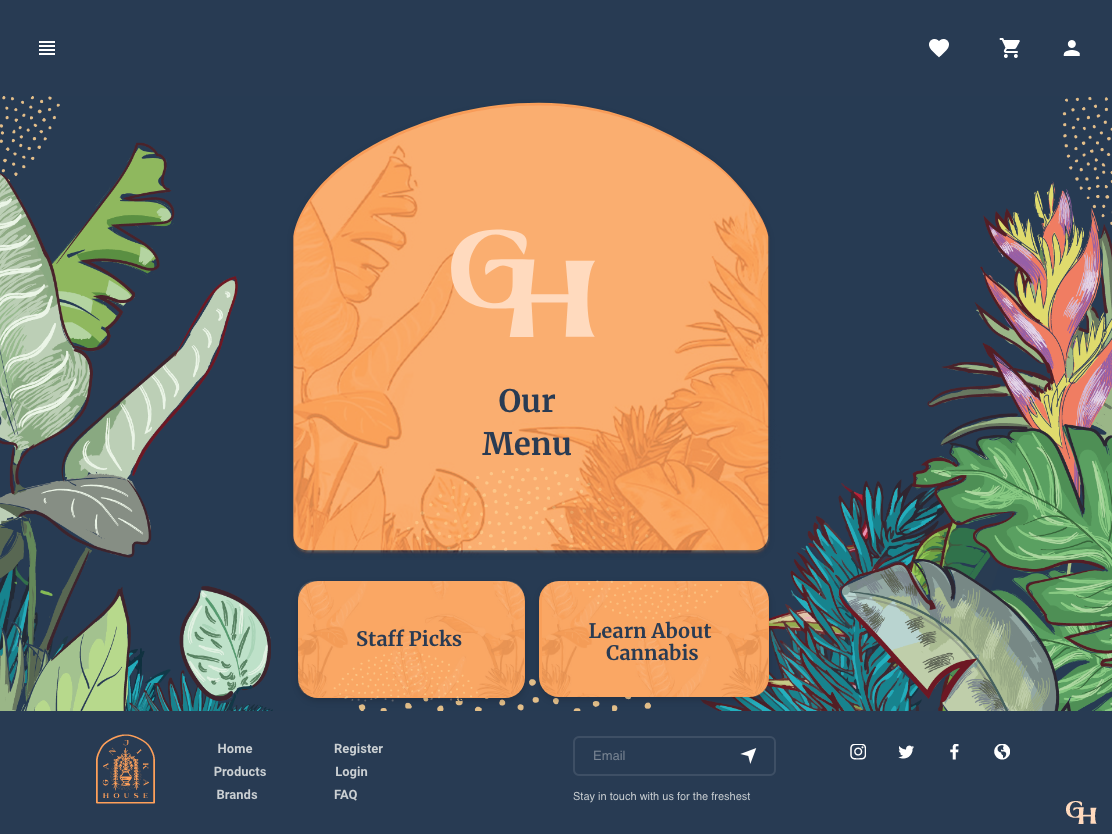 GH
Our
Menu
Staff Picks
Learn About
Cannabis
GANJIKA
HOUSE
Home
Products
Brands
Register
Login
FAQ
Email
Stay in touch with us for the freshest
GH